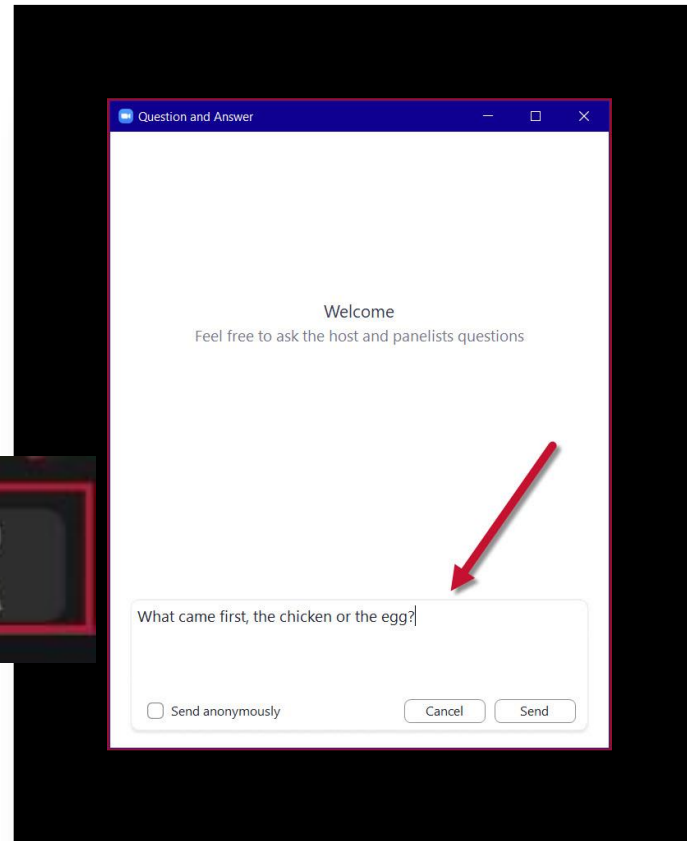 Question and Answer
Welcome
Feel free to ask the host and panelists questions
What came first, the chicken or the egg?
Send anonymously
Cancel
Send